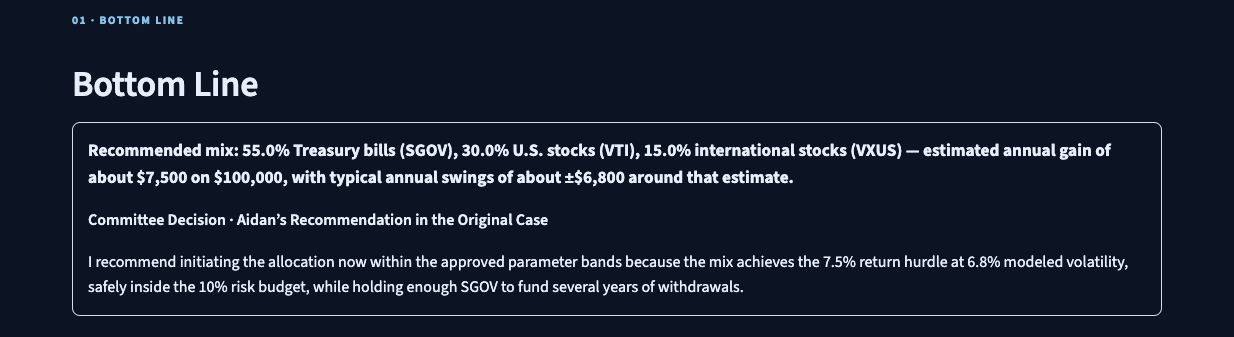 01 · BOTTOM LINE
Bottom Line
Recommended mix: 55.0% Treasury bills (SGOV), 30.0% U.S. stocks (VTI), 15.0% international stocks (VXUS) — estimated annual gain of
about $7,500 on $100,000, with typical annual swings of about ±$6,800 around that estimate.
Committee Decision · Aidan’s Recommendation in the Original Case
I recommend initiating the allocation now within the approved parameter bands because the mix achieves the 7.5% return hurdle at 6.8% modeled volatility,
safely inside the 10% risk budget, while holding enough SGOV to fund several years of withdrawals.